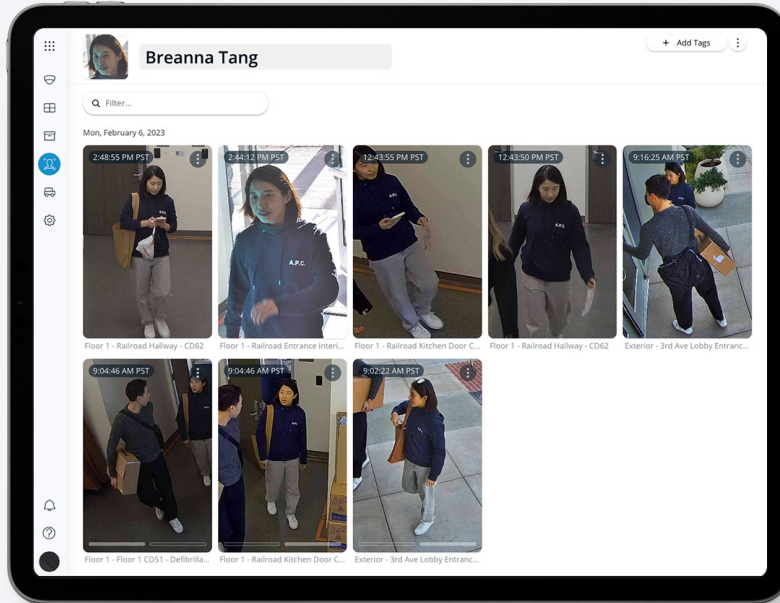 Breanna Tang
+ Add Tags
Filter...
Mon, February 6, 2023
2:48:55 PM PST
2:44:12 PM PST
12:43:55 PM PST
12:43:50 PM PST
9:16:25 AM PST
A.P.C.
A.P.C.
Floor 1 - Railroad Hallway - CD62
Floor 1 - Railroad Entrance Interi...
Floor 1 - Railroad Kitchen Door C...
Floor 1 - Railroad Hallway - CD62
Exterior - 3rd Ave Lobby Entranc...
9:04:46 AM PST
9:04:46 AM PST
9:02:22 AM PST
A.P.C.
Floor 1 - Floor 1 CD51 - Defibrilla...
Floor 1 - Railroad Kitchen Door C...
Exterior - 3rd Ave Lobby Entranc...